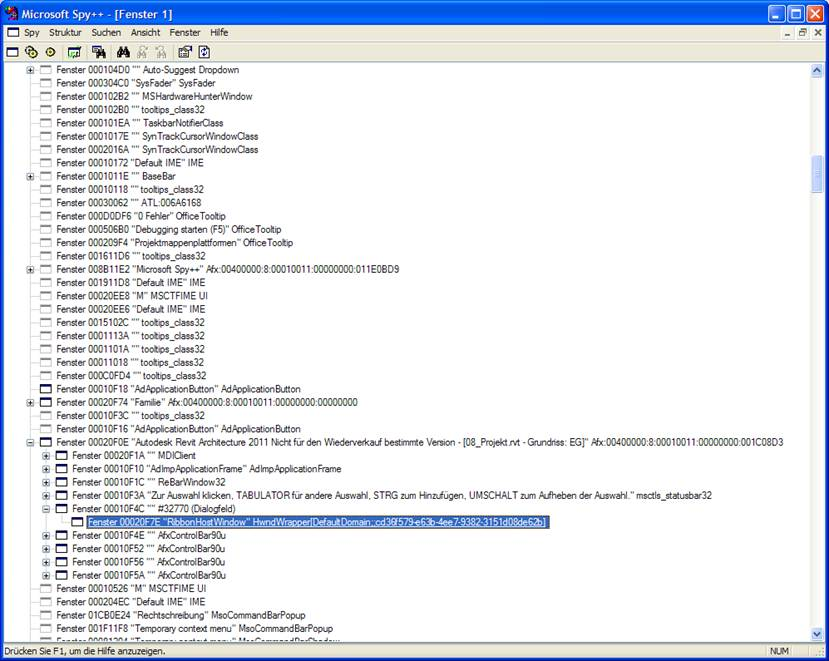 Microsoft Spy++ - [Fenster 1]
Spy Struktur Suchen Ansicht Fenster Hilfe
Fenster 000104D0 "" Auto-Suggest Dropdown
Fenster 000304C0 "SysFader" SysFader
Fenster 000102B2 "" MSHardwareHunterWindow
Fenster 000102B0 "" tooltips_class32
Fenster 000101EA "" TaskbarNotifierClass
Fenster 0001017E "" SynTrackCursorWindowClass
Fenster 0002016A "" SynTrackCursorWindowClass
Fenster 00010172 "Default IME" IME
Fenster 0001011E "" BaseBar
Fenster 00010118 "" tooltips_class32
Fenster 00030062 "" ATL:006A6168
Fenster 000D0DF6 "0 Fehler" OfficeTooltip
Fenster 000506B0 "Debugging starten (F5)" OfficeTooltip
Fenster 000209F4 "Projektmappenplattformen" OfficeTooltip
Fenster 001611D6 "" tooltips_class32
Fenster 008B11E2 "Microsoft Spy++" Afx:00400000:8:00010011:00000000:011E0BD9
Fenster 001911D8 "Default IME" IME
Fenster 00020EE8 "M" MSCTFIME UI
Fenster 00020EE6 "Default IME" IME
Fenster 0015102C "" tooltips_class32
Fenster 0001113A "" tooltips_class32
Fenster 0001101A "" tooltips_class32
Fenster 00011018 "" tooltips_class32
Fenster 000C0FD4 "" tooltips_class32
Fenster 00010F18 "AdApplicationButton" AdApplicationButton
Fenster 00020F74 "Familie" Afx:00400000:8:00010011:00000000:00000000
Fenster 00010F3C "" tooltips_class32
Fenster 00010F16 "AdApplicationButton" AdApplicationButton
Fenster 00020F0E "Autodesk Revit Architecture 2011 Nicht für den Wiederverkauf bestimmte Version - [08_Projekt.rvt - Grundriss: EG]" Afx:00400000:8:00010011:00000000:001C08D3
Fenster 00020F1A "" MDIClient
Fenster 00010F10 "AdImpApplicationFrame" AdImpApplicationFrame
Fenster 00010F1C "" ReBarWindow32
Fenster 00010F3A "Zur Auswahl klicken, TABULATOR für andere Auswahl, STRG zum Hinzufügen, UMSCHALT zum Aufheben der Auswahl." msctls_statusbar32
Fenster 00010F4C "" #32770 (Dialogfeld)
Fenster 00020F7E "RibbonHostWindow" HwndWrapper[DefaultDomain;;cd36f579-e63b-4ee7-9382-3151d08de62b]
Fenster 00010F4E "" AfxControlBar90u
Fenster 00010F52 "" AfxControlBar90u
Fenster 00010F56 "" AfxControlBar90u
Fenster 00010F5A "" AfxControlBar90u
Fenster 00010526 "M" MSCTFIME UI
Fenster 000204EC "Default IME" IME
Fenster 01CB0E24 "Rechtschreibung" MsoCommandBarPopup
Fenster 001F11F8 "Temporary context menu" MsoCommandBarPopup
Drücken Sie F1, um die Hilfe anzuzeigen.
NUM